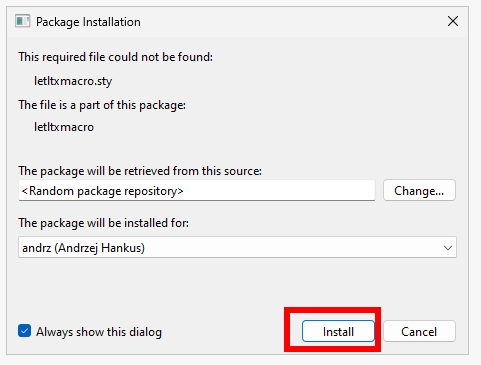 Package Installation
This required file could not be found:
letltxmacro.sty
The file is a part of this package:
letltxmacro
The package will be retrieved from this source:
<Random package repository>
Change...
The package will be installed for:
andrz (Andrzej Hankus)
Always show this dialog
Install
Cancel